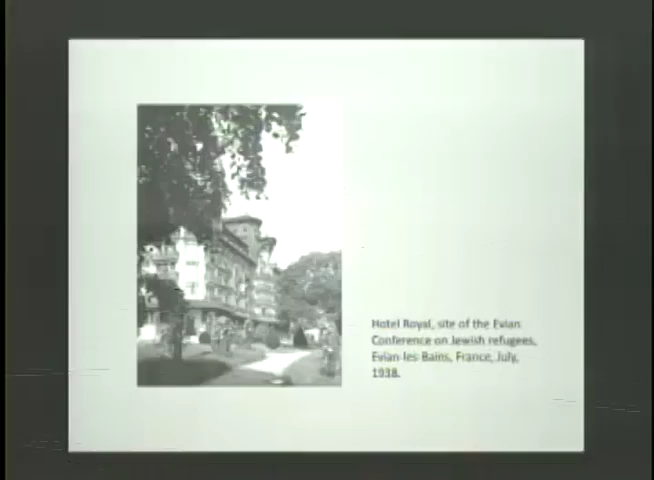 Hotel Royal, site of the Evian
Conference on Jewish refugees,
Evian-les-Bains, France, July,
1938.